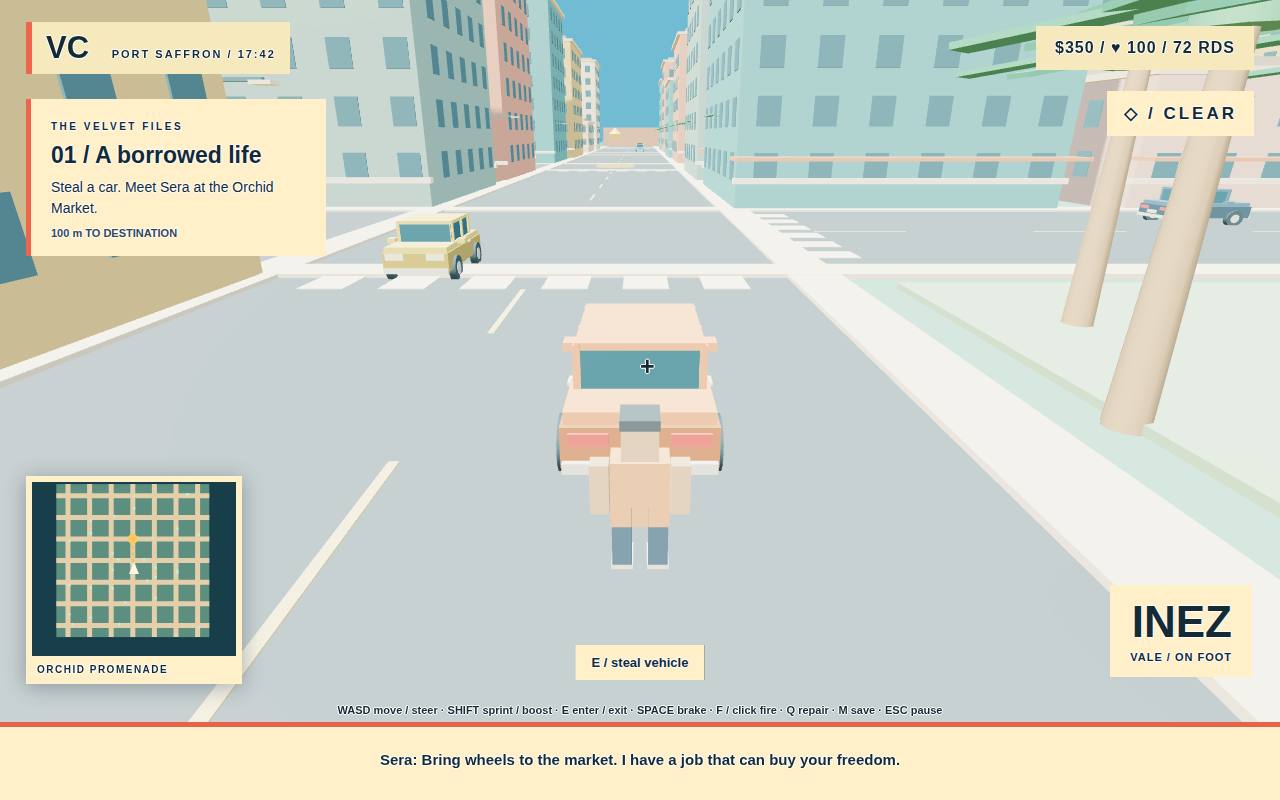 VC PORT SAFFRON / 17:42
$350 / ♥ 100 / 72 RDS
◇ / CLEAR
THE VELVET FILES
01 / A borrowed life
Steal a car. Meet Sera at the Orchid
Market.
100 m TO DESTINATION
ORCHID PROMENADE
E / steal vehicle
INEZ
VALE / ON FOOT
WASD move / steer · SHIFT sprint / boost · E enter / exit · SPACE brake · F / click fire · Q repair · M save · ESC pause
Sera: Bring wheels to the market. I have a job that can buy your freedom.